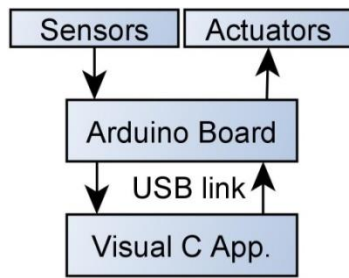 Sensors
Actuators
Arduino Board
USB link
Visual C App.